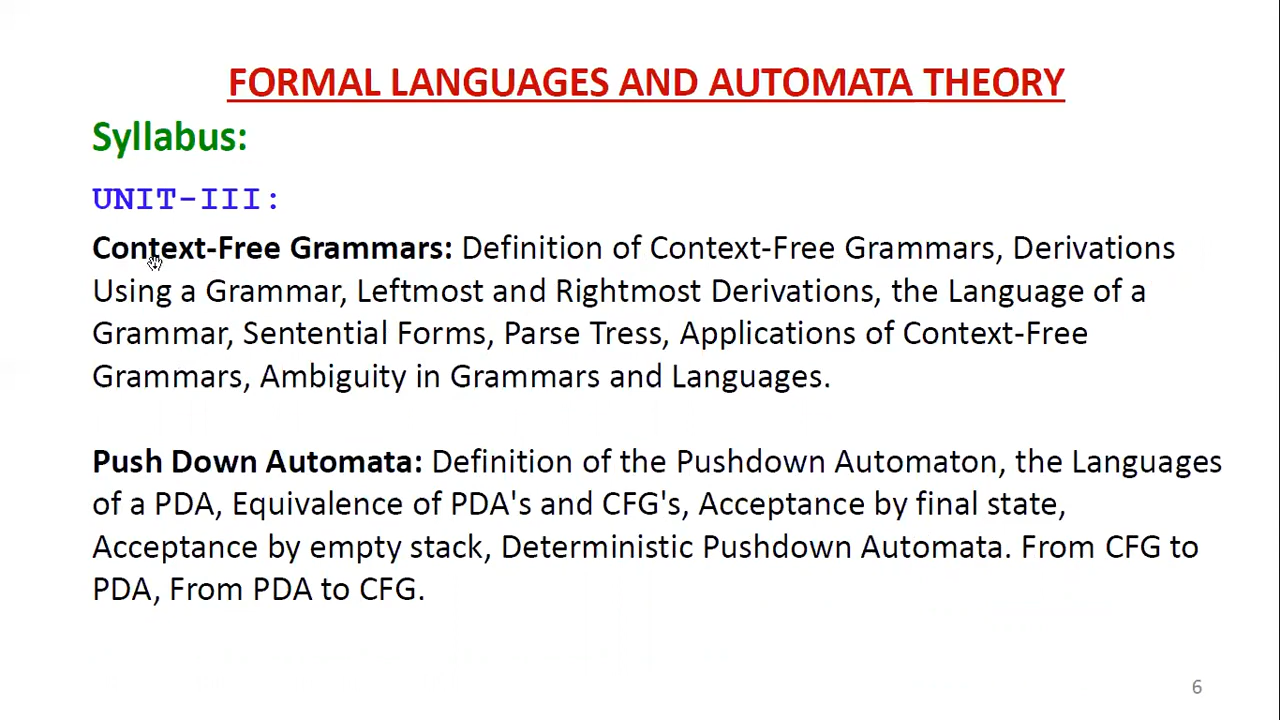 FORMAL LANGUAGES AND AUTOMATA THEORY
Syllabus:
UNIT-III:
Context-Free Grammars: Definition of Context-Free Grammars, Derivations
Using a Grammar, Leftmost and Rightmost Derivations, the Language of a
Grammar, Sentential Forms, Parse Tress, Applications of Context-Free
Grammars, Ambiguity in Grammars and Languages.
Push Down Automata: Definition of the Pushdown Automaton, the Languages
of a PDA, Equivalence of PDA's and CFG's, Acceptance by final state,
Acceptance by empty stack, Deterministic Pushdown Automata. From CFG to
PDA, From PDA to CFG.
6